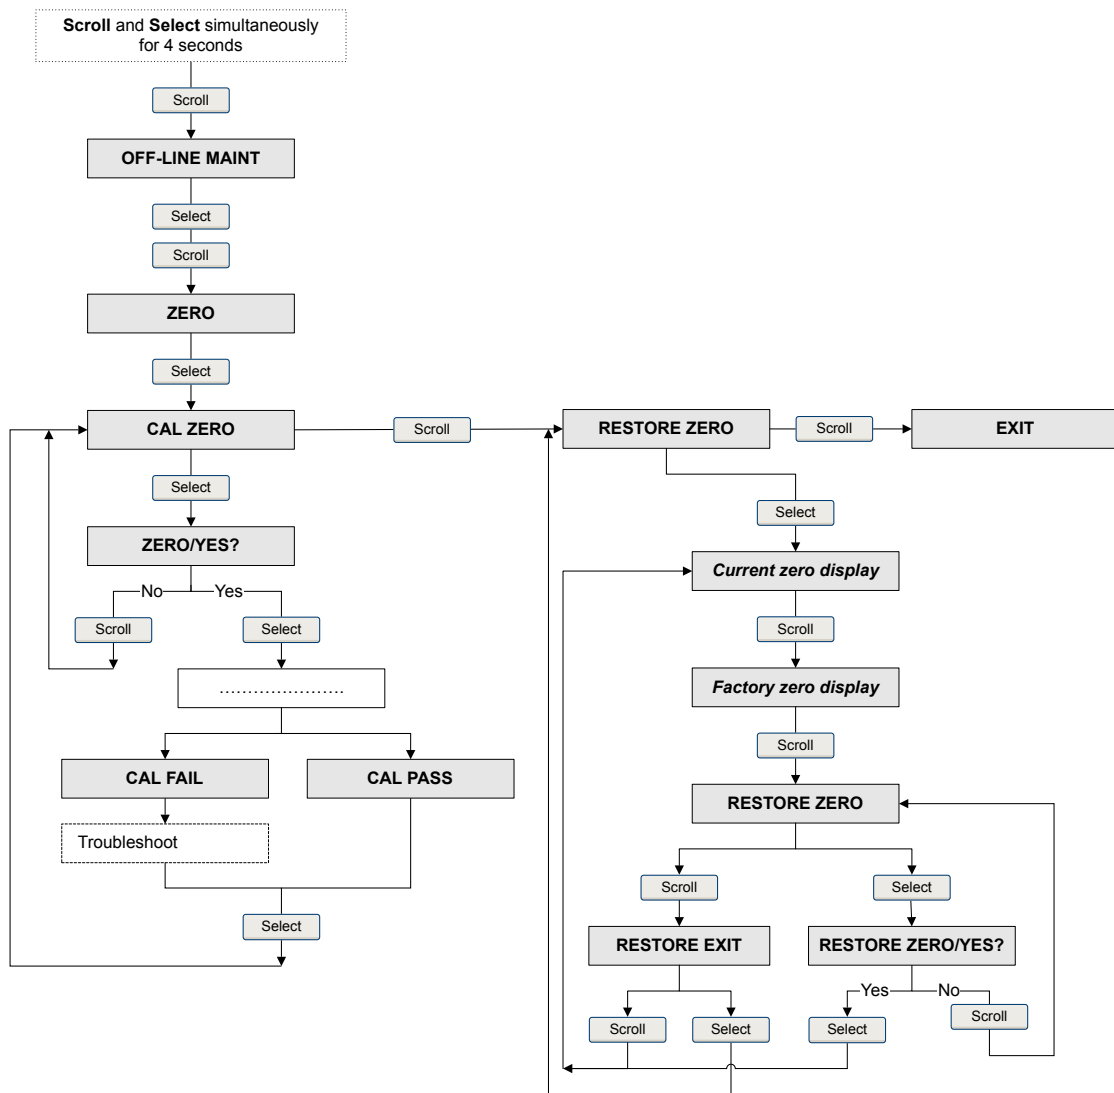 Scroll and Select simultaneously
for 4 seconds
Scroll
OFF-LINE MAINT
Select
Scroll
ZERO
Select
CAL ZERO
Scroll
RESTORE ZERO
Scroll
EXIT
Select
ZERO/YES?
No
Yes
Scroll
Select
.......................
CAL FAIL
CAL PASS
Troubleshoot
Select
Select
Current zero display
Scroll
Factory zero display
Scroll
RESTORE ZERO
Scroll
Select
RESTORE EXIT
RESTORE ZERO/YES?
Yes
No
Scroll
Select
Select
Scroll